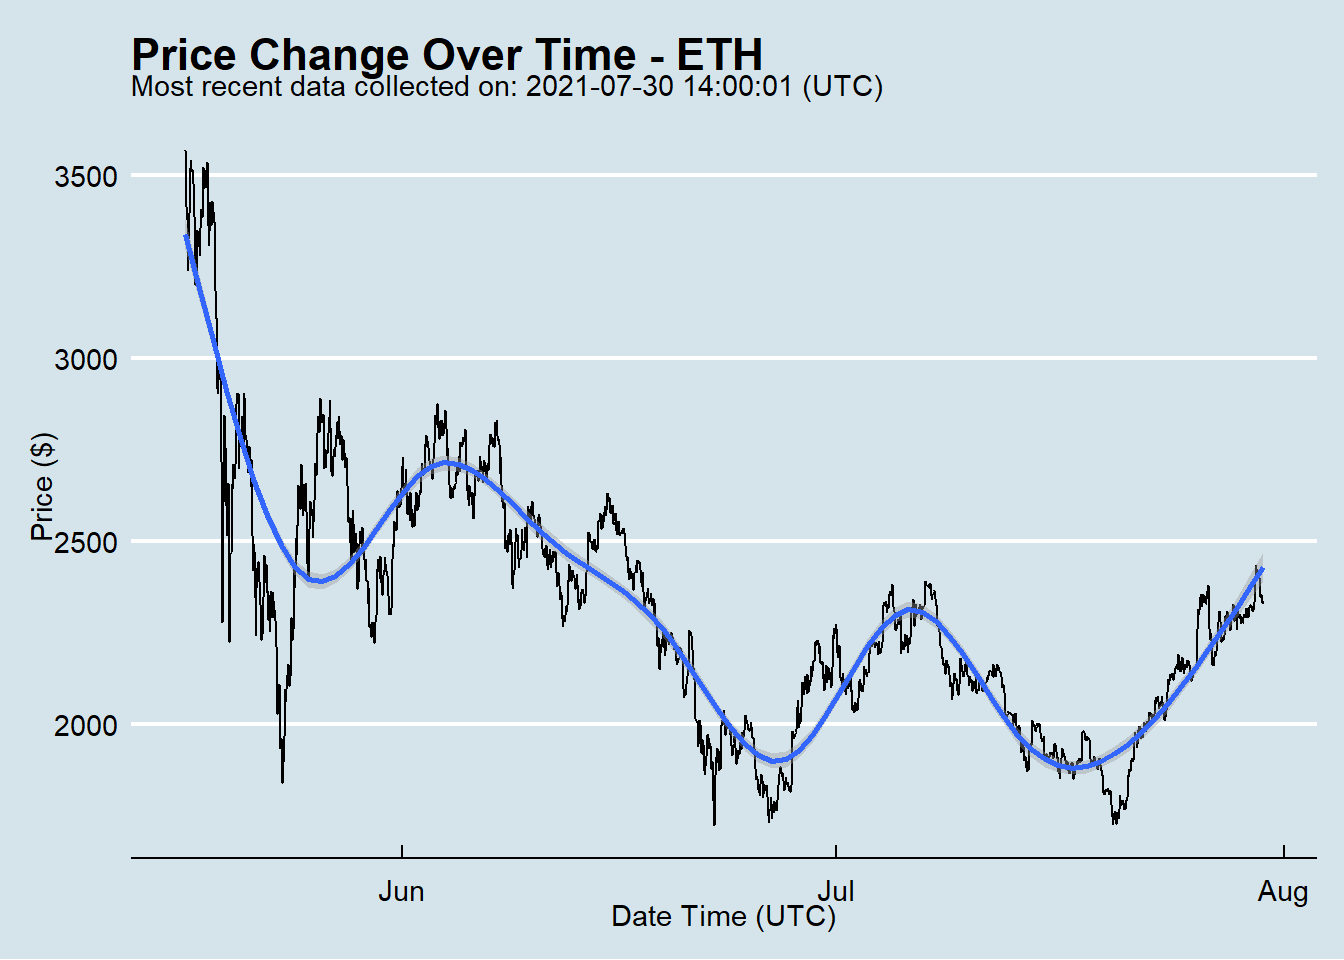 Price Change Over Time - ETH
Most recent data collected on: 2021-07-30 14:00:01 (UTC)
3500
3000
2500
2000
Price ($)
Jun
Jul
Aug
Date Time (UTC)